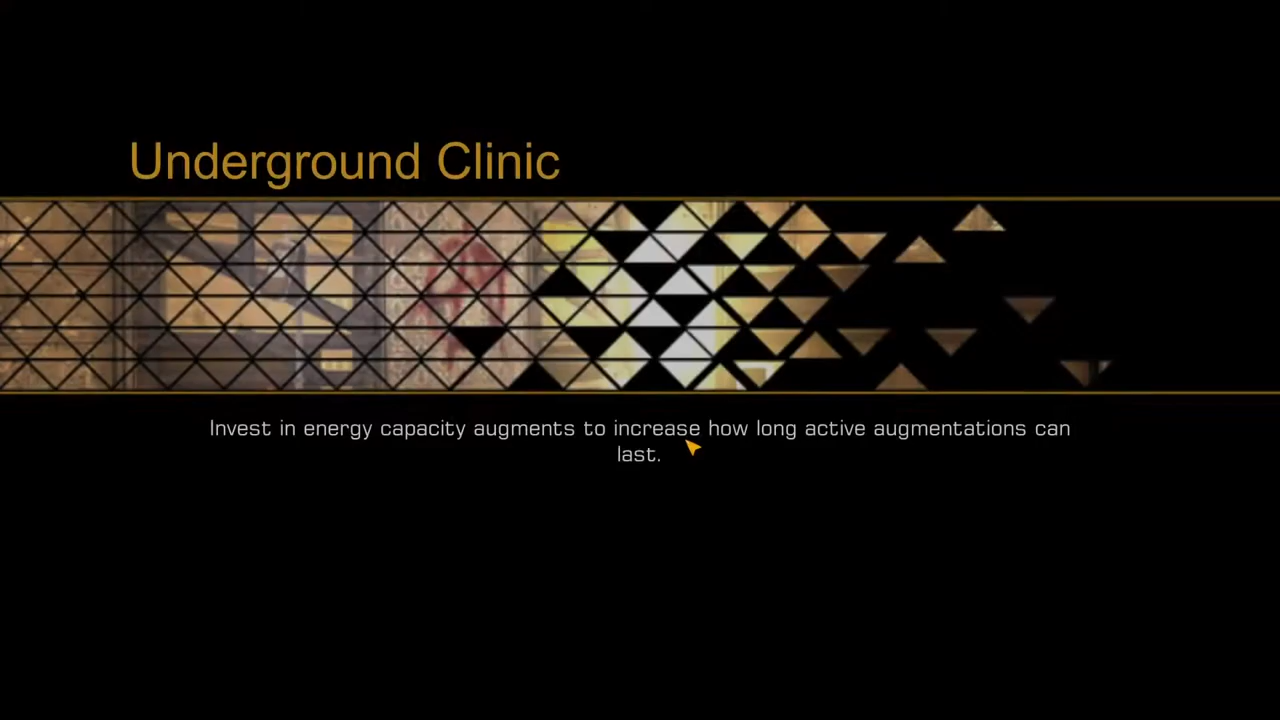 Underground Clinic
Invest in energy capacity augments to increase how long active augmentations can
last.